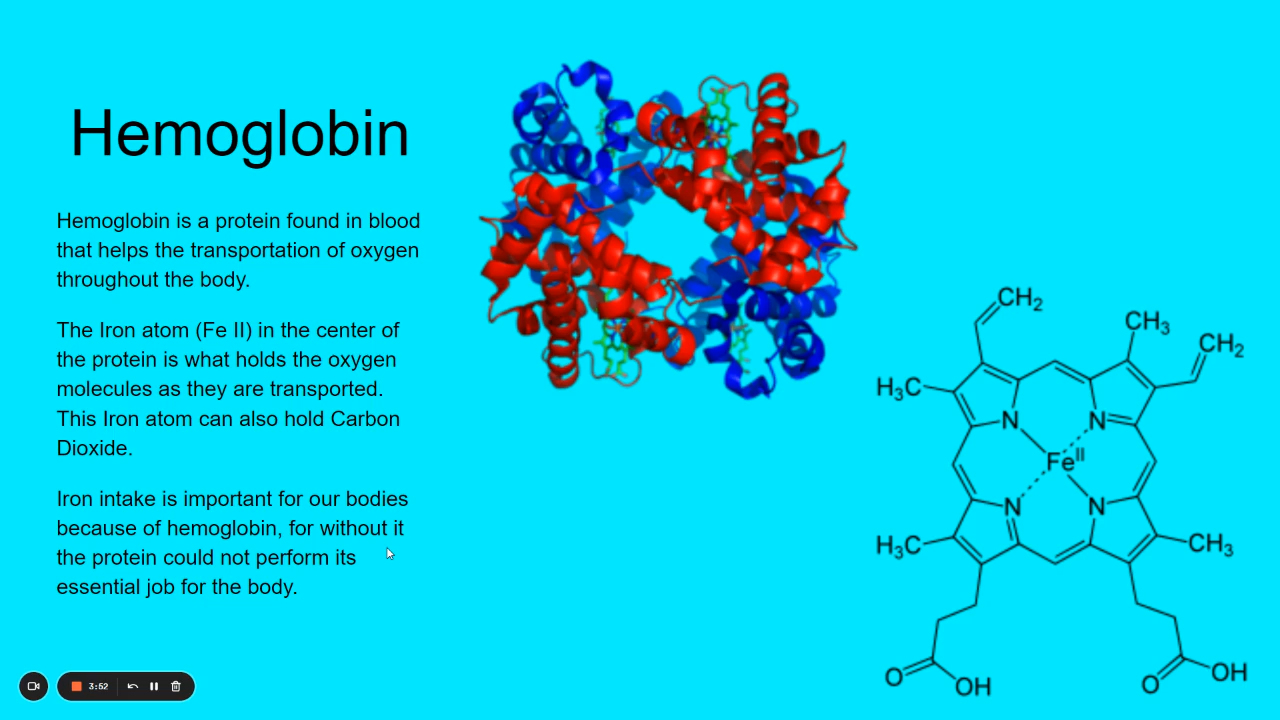 Hemoglobin
Hemoglobin is a protein found in blood
that helps the transportation of oxygen
throughout the body.
The Iron atom (Fe II) in the center of
the protein is what holds the oxygen
molecules as they are transported.
This Iron atom can also hold Carbon
Dioxide.
Iron intake is important for our bodies
because of hemoglobin, for without it
the protein could not perform its
essential job for the body.
CH₂
CH₃
CH₂
H₃C
N
N
Feᴵᴵ
N
N
H₃C
CH₃
O
OH
O
OH
3:52